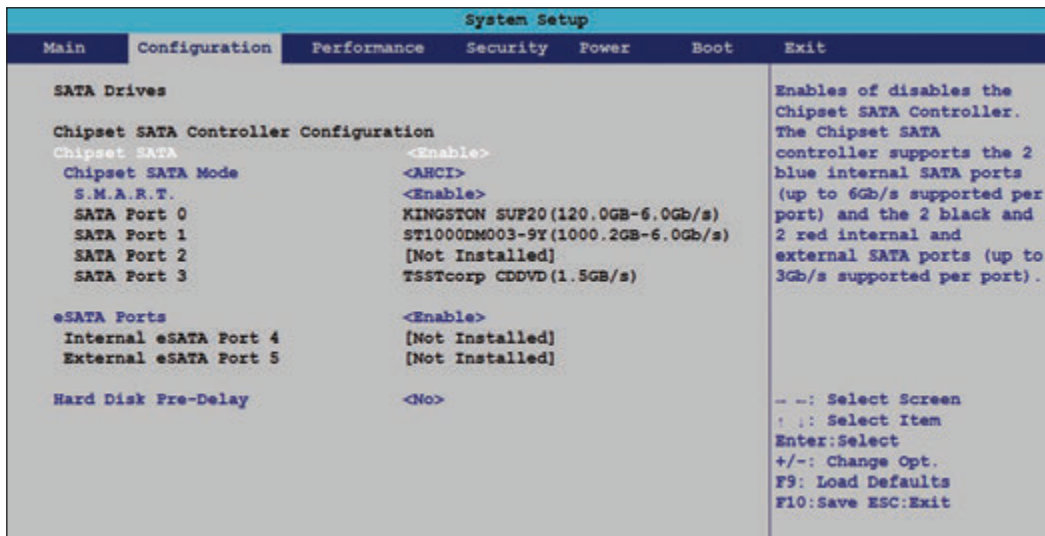 System Setup
Main Configuration Performance Security Power Boot Exit
SATA Drives
Chipset SATA Controller Configuration
Chipset SATA <Enable>
Chipset SATA Mode <AHCI>
S.M.A.R.T. <Enable>
SATA Port 0 KINGSTON SUP20(120.0GB-6.0Gb/s)
SATA Port 1 ST1000DM003-9Y(1000.2GB-6.0Gb/s)
SATA Port 2 [Not Installed]
SATA Port 3 TSSTcorp CDDVD(1.5GB/s)
eSATA Ports <Enable>
Internal eSATA Port 4 [Not Installed]
External eSATA Port 5 [Not Installed]
Hard Disk Pre-Delay <No>
Enables of disables the
Chipset SATA Controller.
The Chipset SATA
controller supports the 2
blue internal SATA ports
(up to 6Gb/s supported per
port) and the 2 black and
2 red internal and
external SATA ports (up to
3Gb/s supported per port).
→ ←: Select Screen
↑ ↓: Select Item
Enter:Select
+/-: Change Opt.
F9: Load Defaults
F10:Save ESC:Exit